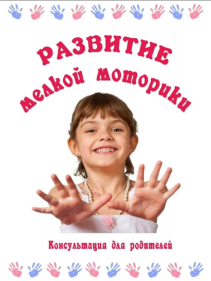 РАЗВИТИЕ
мелкой моторики
Консультация для родителей